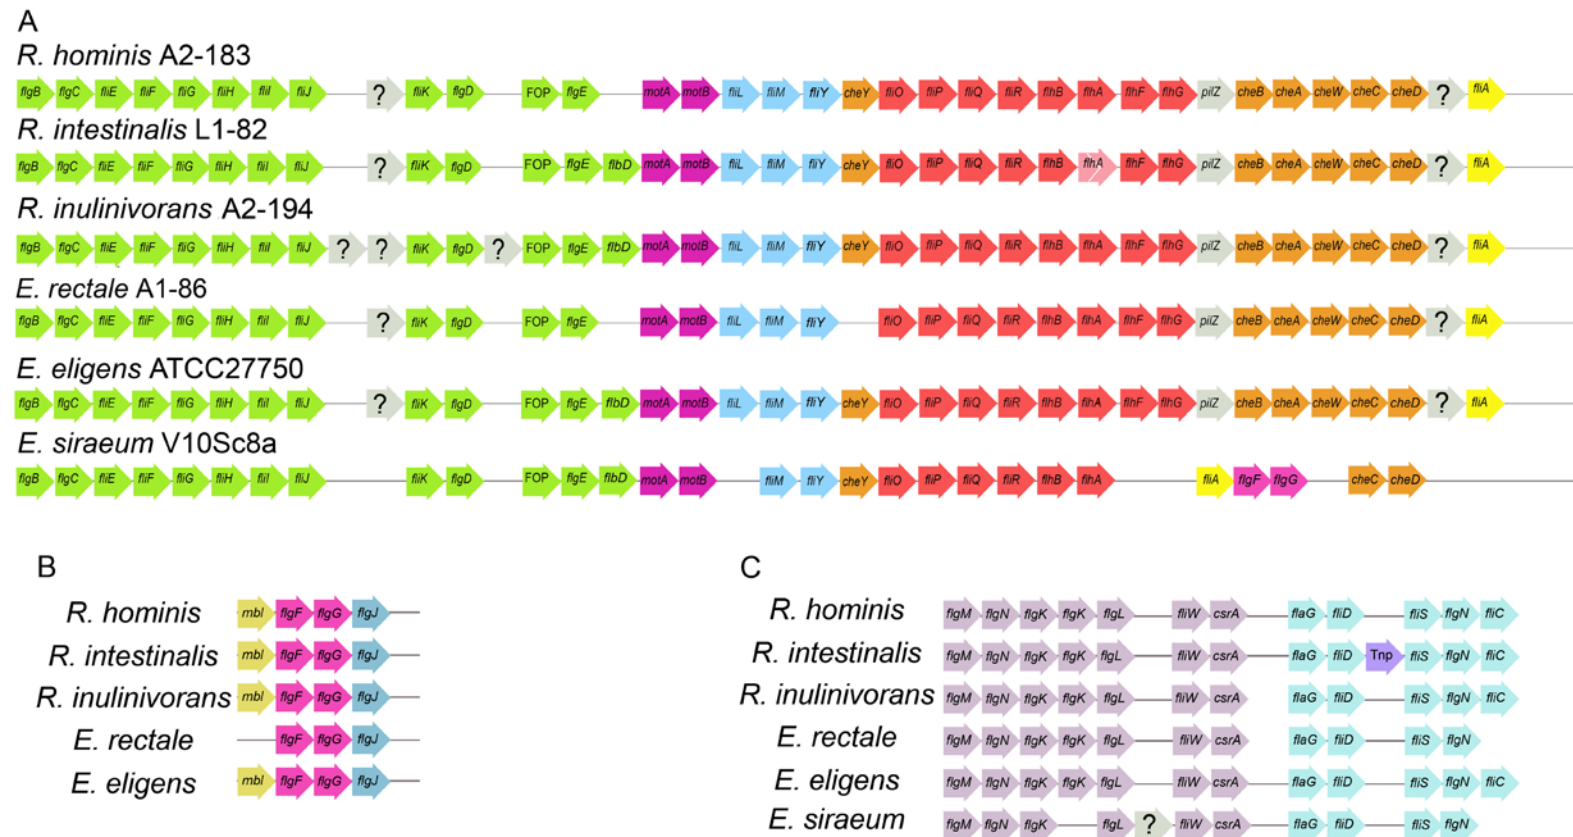 A
R. hominis A2-183
flgB flgC fliE fliF fliG fliH fliI fliJ ? fliK flgD FOP flgE motA motB fliL fliM fliY cheY fliO fliP fliQ fliR flhB flhA flhF flhG pilZ cheB cheA cheW cheC cheD ? fliA
R. intestinalis L1-82
flgB flgC fliE fliF fliG fliH fliI fliJ ? fliK flgD FOP flgE flbD motA motB fliL fliM fliY cheY fliO fliP fliQ fliR flhB flhA flhF flhG pilZ cheB cheA cheW cheC cheD ? fliA
R. inulinivorans A2-194
flgB flgC fliE fliF fliG fliH fliI fliJ ? ? fliK flgD ? FOP flgE flbD motA motB fliL fliM fliY cheY fliO fliP fliQ fliR flhB flhA flhF flhG pilZ cheB cheA cheW cheC cheD ? fliA
E. rectale A1-86
flgB flgC fliE fliF fliG fliH fliI fliJ ? fliK flgD FOP flgE motA motB fliL fliM fliY fliO fliP fliQ fliR flhB flhA flhF flhG pilZ cheB cheA cheW cheC cheD ? fliA
E. eligens ATCC27750
flgB flgC fliE fliF fliG fliH fliI fliJ ? fliK flgD FOP flgE flbD motA motB fliL fliM fliY cheY fliO fliP fliQ fliR flhB flhA flhF flhG pilZ cheB cheA cheW cheC cheD ? fliA
E. siraeum V10Sc8a
flgB flgC fliE fliF fliG fliH fliI fliJ fliK flgD FOP flgE flbD motA motB fliM fliY cheY fliO fliP fliQ fliR flhB flhA fliA flgF flgG cheC cheD
B
R. hominis mbl flgF flgG flgJ
R. intestinalis mbl flgF flgG flgJ
R. inulinivorans mbl flgF flgG flgJ
E. rectale flgF flgG flgJ
E. eligens mbl flgF flgG flgJ
C
R. hominis flgM flgN flgK flgK flgL fliW csrA flaG fliD fliS flgN fliC
R. intestinalis flgM flgN flgK flgK flgL fliW csrA flaG fliD Tnp fliS flgN fliC
R. inulinivorans flgM flgN flgK flgK flgL fliW csrA flaG fliD fliS flgN fliC
E. rectale flgM flgN flgK flgK flgL fliW csrA flaG fliD fliS flgN
E. eligens flgM flgN flgK flgK flgL fliW csrA flaG fliD fliS flgN fliC
E. siraeum flgM flgN flgK flgL ? fliW csrA flaG fliD fliS flgN